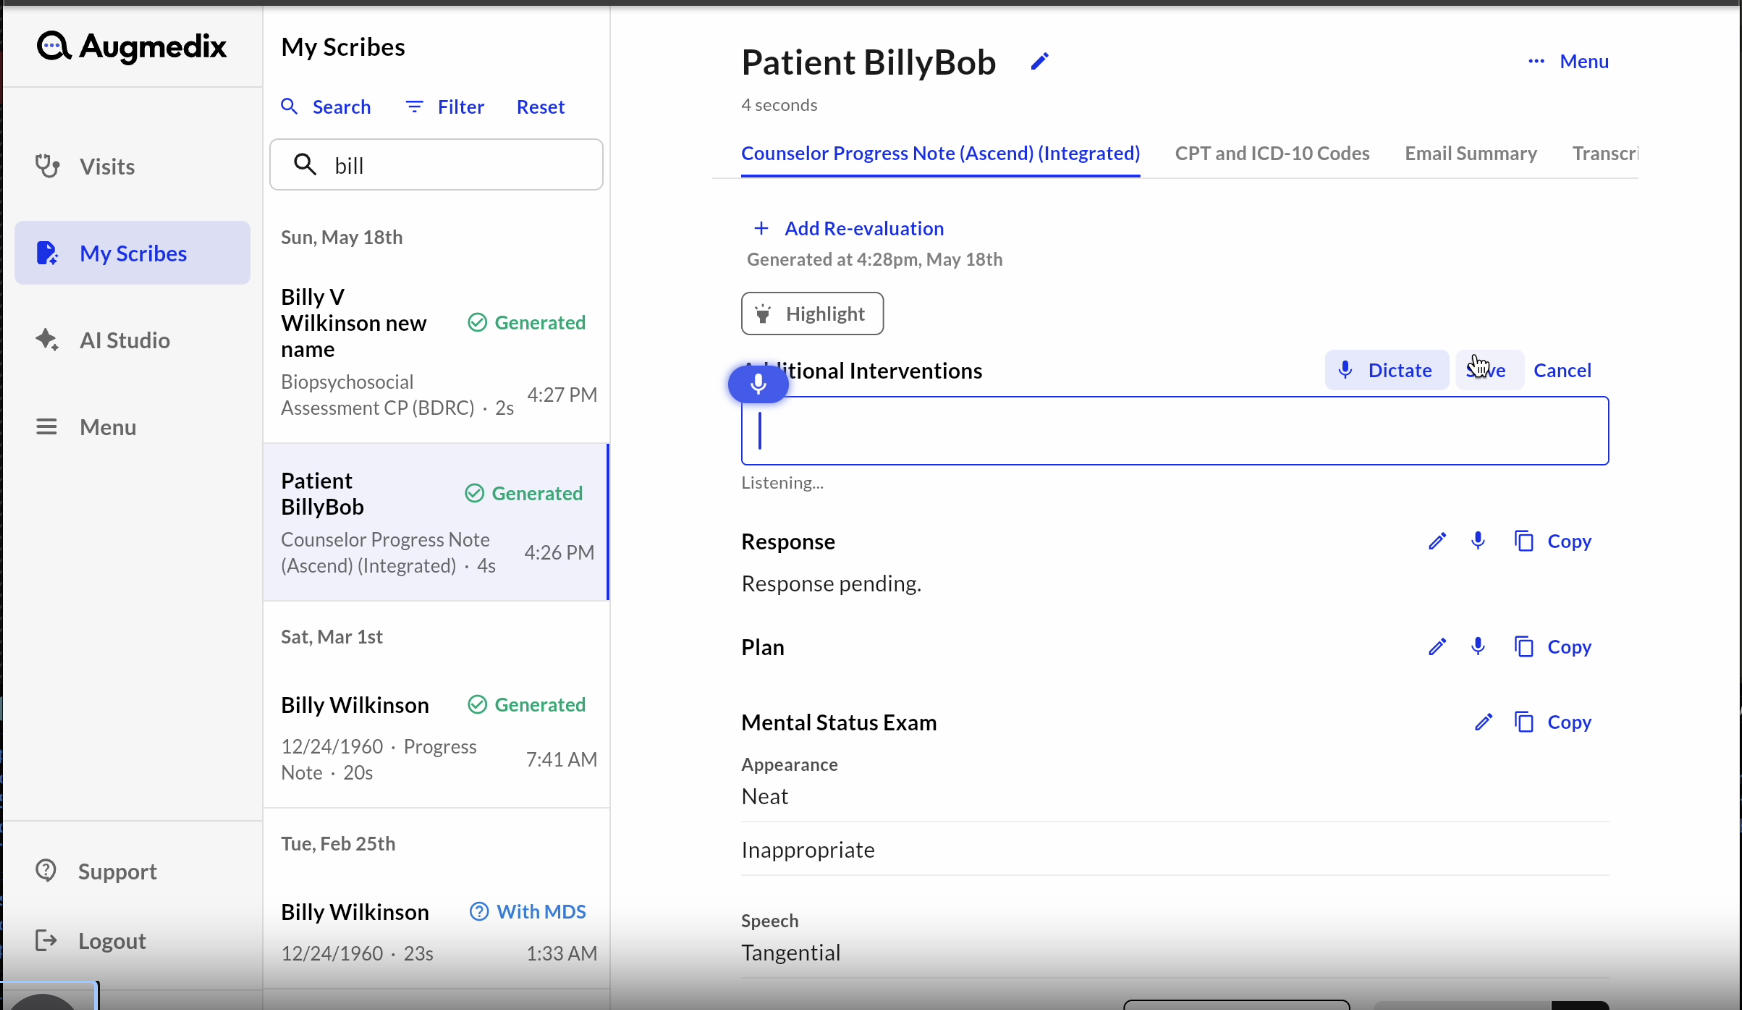 Augmedix
Visits
My Scribes
AI Studio
Menu
Support
Logout
My Scribes
Search
Filter
Reset
bill
Sun, May 18th
Billy V
Wilkinson new
name
Generated
Biopsychosocial
Assessment CP (BDRC) · 2s
4:27 PM
Patient
BillyBob
Generated
Counselor Progress Note
(Ascend) (Integrated) · 4s
4:26 PM
Sat, Mar 1st
Billy Wilkinson
Generated
12/24/1960 · Progress
Note · 20s
7:41 AM
Tue, Feb 25th
Billy Wilkinson
With MDS
12/24/1960 · 23s
1:33 AM
Patient BillyBob
Menu
4 seconds
Counselor Progress Note (Ascend) (Integrated)
CPT and ICD-10 Codes
Email Summary
Transcri
+ Add Re-evaluation
Generated at 4:28pm, May 18th
Highlight
Interventions
Dictate
Cancel
Listening...
Response
Copy
Response pending.
Plan
Copy
Mental Status Exam
Copy
Appearance
Neat
Inappropriate
Speech
Tangential